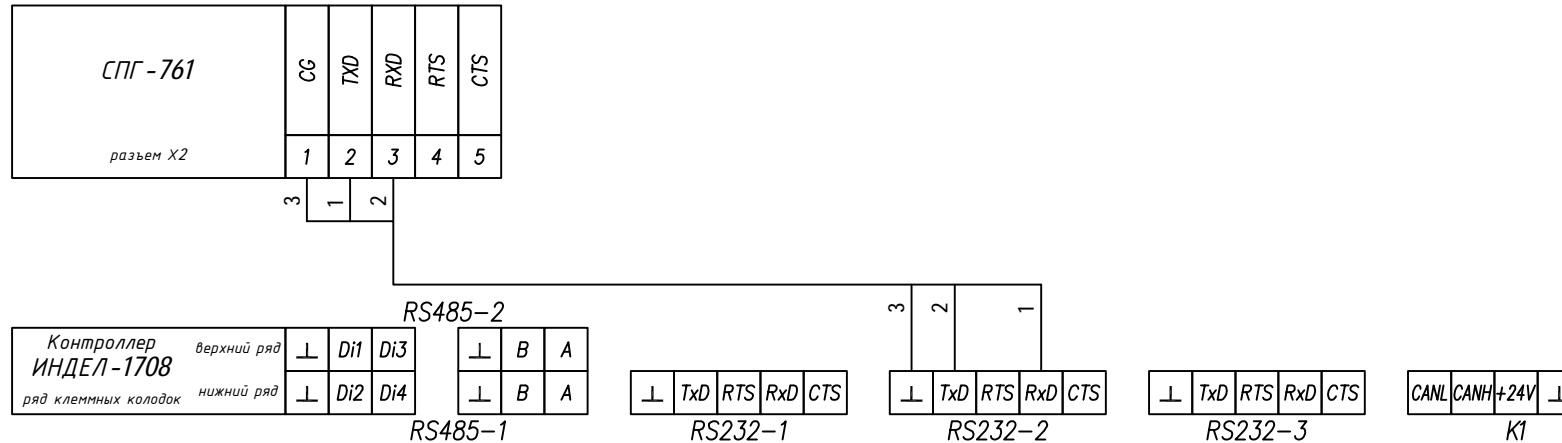 СПГ-761
CG TXD RXD RTS CTS
разъем X2
1 2 3 4 5
3 1 2
3 2 1
RS485-2
Контроллер
ИНДЕЛ-1708
ряд клеммных колодок
верхний ряд ⊥ Di1 Di3 ⊥ B A
нижний ряд ⊥ Di2 Di4 ⊥ B A
⊥ TxD RTS RxD CTS
⊥ TxD RTS RxD CTS
⊥ TxD RTS RxD CTS
CANL CANH +24V ⊥
RS485-1
RS232-1
RS232-2
RS232-3
K1